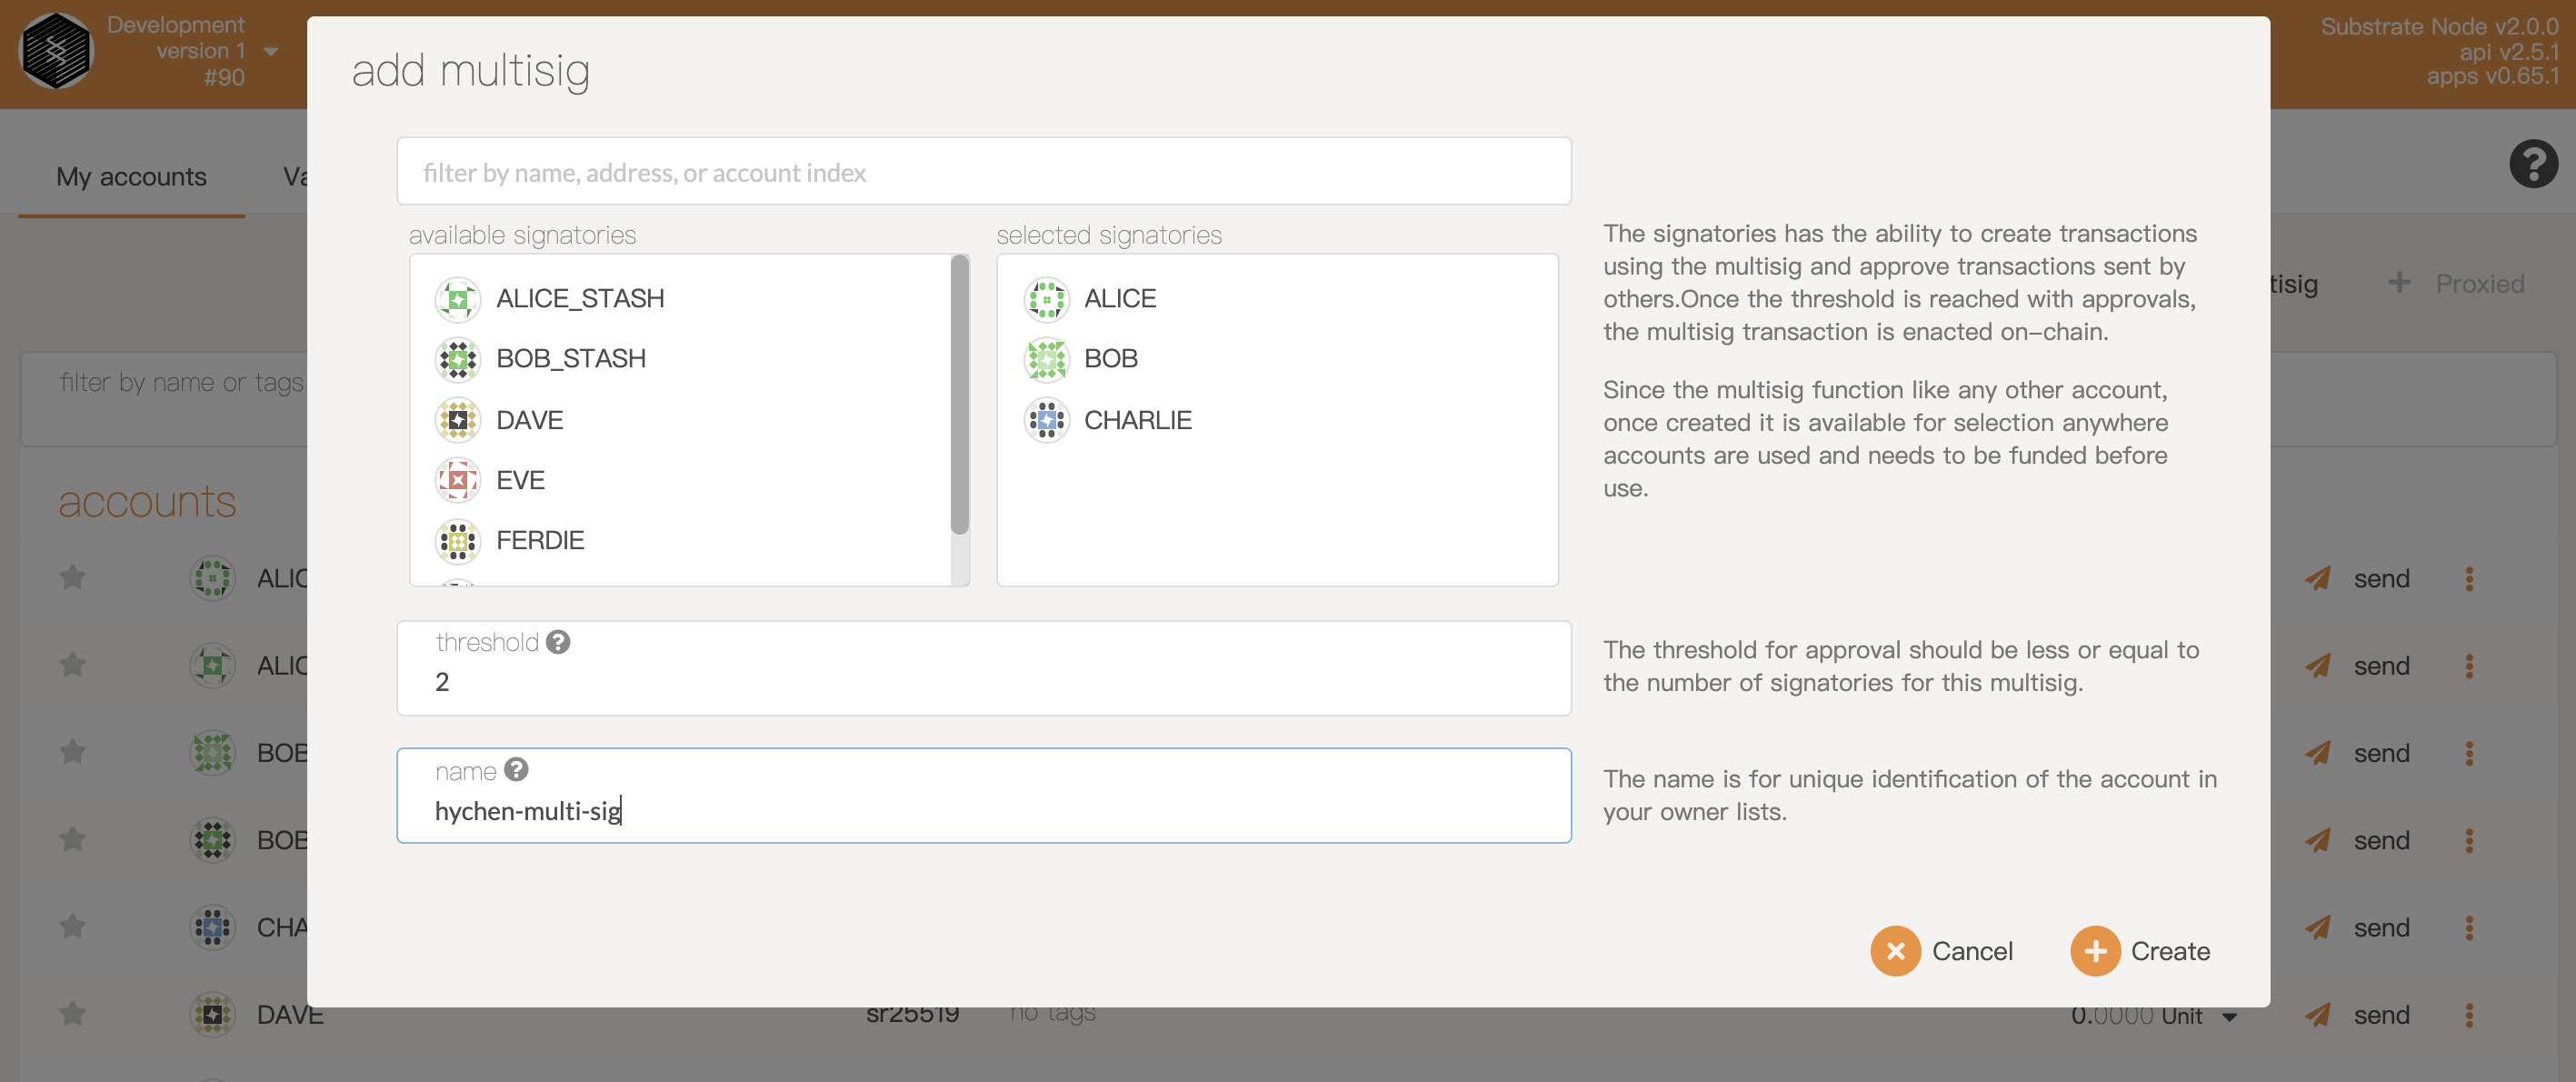 Development
version 1
#90
Substrate Node v2.0.0
api v2.5.1
apps v0.65.1
My accounts
add multisig
filter by name, address, or account index
available signatories
ALICE_STASH
BOB_STASH
DAVE
EVE
FERDIE
selected signatories
ALICE
BOB
CHARLIE
The signatories has the ability to create transactions
using the multisig and approve transactions sent by
others.Once the threshold is reached with approvals,
the multisig transaction is enacted on-chain.
Since the multisig function like any other account,
once created it is available for selection anywhere
accounts are used and needs to be funded before
use.
threshold
2
The threshold for approval should be less or equal to
the number of signatories for this multisig.
name
hychen-multi-sig
The name is for unique identification of the account in
your owner lists.
Cancel
Create
tisig
Proxied
filter by name or tags
accounts
ALIC
send
ALIC
send
BOB
send
BOB
send
CHA
send
DAVE
sr25519
no tags
0.0000 Unit
send